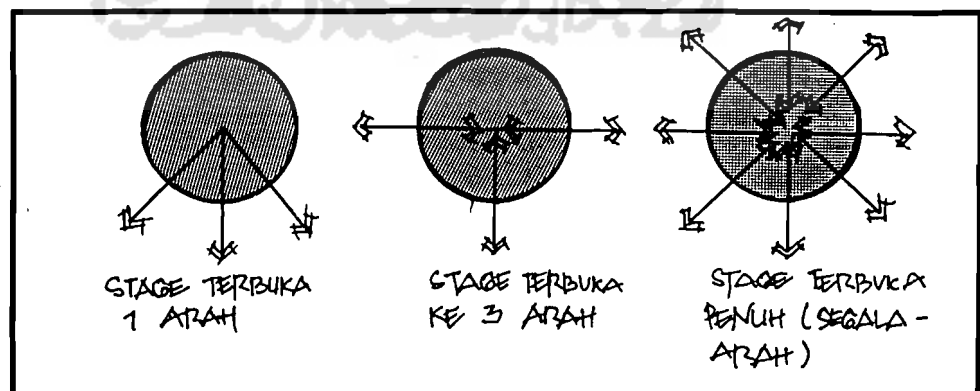 STAGE TERBUKA
1 ARAH
STAGE TERBUKA
KE 3 ARAH
STAGE TERBUKA
PENUH (SEGALA-
ARAH)